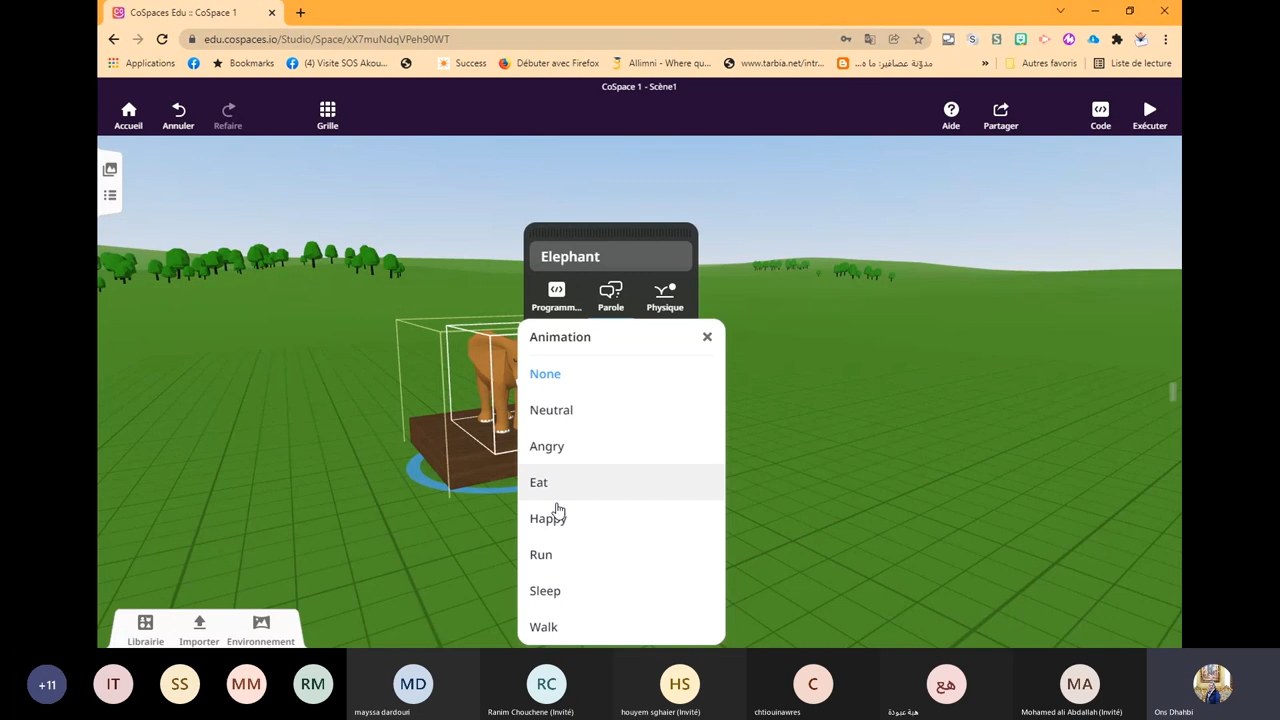 CoSpaces Edu :: CoSpace 1
edu.cospaces.io/Studio/Space/xX7muNdqVPeh90WT
Applications
Bookmarks
(4) Visite SOS Akou...
Success
Débuter avec Firefox
Allimni - Where qu...
www.tarbia.net/intr...
مدوّنة عصافير: ما ه...
»
Autres favoris
Liste de lecture
CoSpace 1 - Scène1
Accueil
Annuler
Refaire
Grille
Aide
Partager
Code
Exécuter
Elephant
Programm...
Parole
Physique
Animation
None
Neutral
Angry
Eat
Happy
Run
Sleep
Walk
Librairie
Importer
Environnement
+11
IT
SS
MM
RM
MD
RC
HS
C
هع
MA
mayssa dardouri
Ranim Chouchene (Invité)
houyem sghaier (Invité)
chtiouinawres
هبة عبودة
Mohamed ali Abdallah (Invité)
Ons Dhahbi